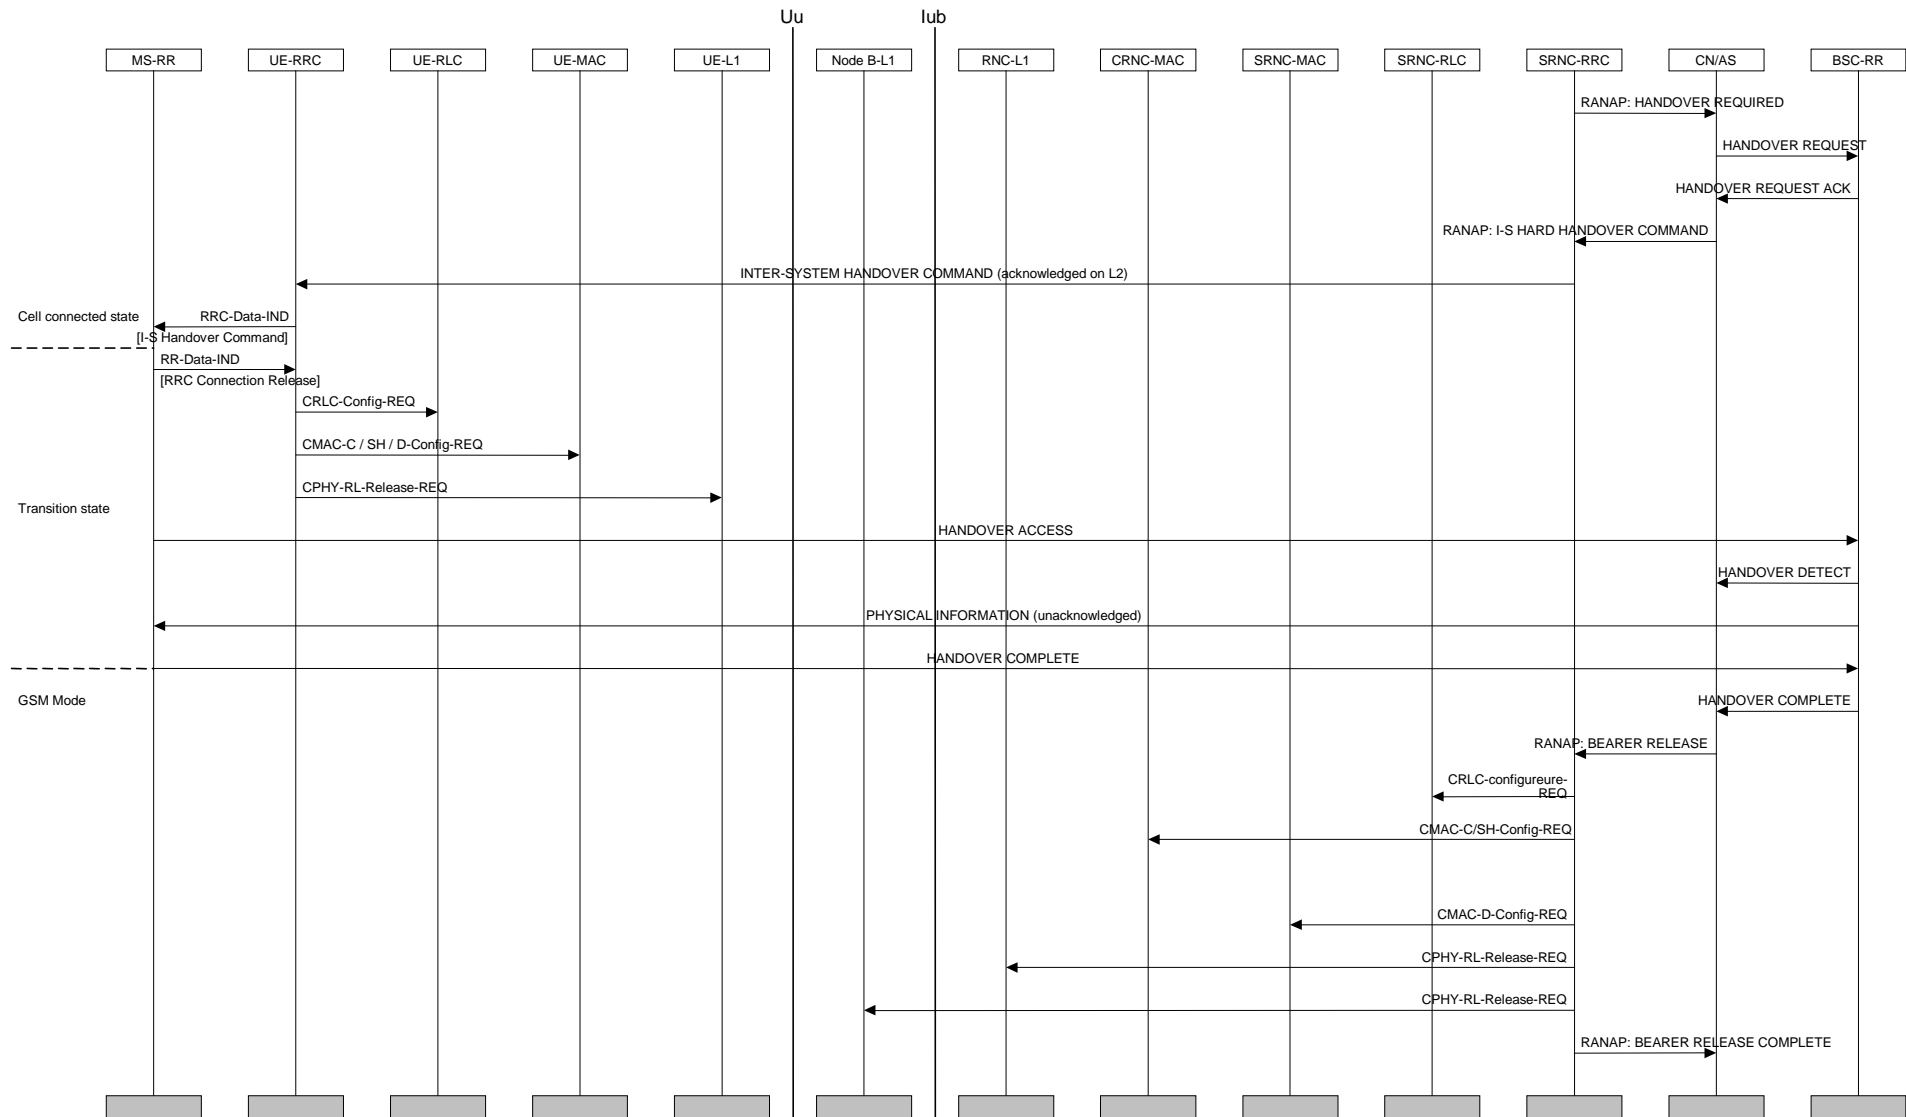 Uu
Iub
MS-RR
UE-RRC
UE-RLC
UE-MAC
UE-L1
Node B-L1
RNC-L1
CRNC-MAC
SRNC-MAC
SRNC-RLC
SRNC-RRC
CN/AS
BSC-RR
RANAP: HANDOVER REQUIRED
HANDOVER REQUEST
HANDOVER REQUEST ACK
RANAP: I-S HARD HANDOVER COMMAND
INTER-SYSTEM HANDOVER COMMAND (acknowledged on L2)
Cell connected state
RRC-Data-IND
[I-S Handover Command]
RR-Data-IND
[RRC Connection Release]
CRLC-Config-REQ
CMAC-C / SH / D-Config-REQ
CPHY-RL-Release-REQ
Transition state
HANDOVER ACCESS
HANDOVER DETECT
PHYSICAL INFORMATION (unacknowledged)
HANDOVER COMPLETE
GSM Mode
HANDOVER COMPLETE
RANAP: BEARER RELEASE
CRLC-configureure-
REQ
CMAC-C/SH-Config-REQ
CMAC-D-Config-REQ
CPHY-RL-Release-REQ
CPHY-RL-Release-REQ
RANAP: BEARER RELEASE COMPLETE